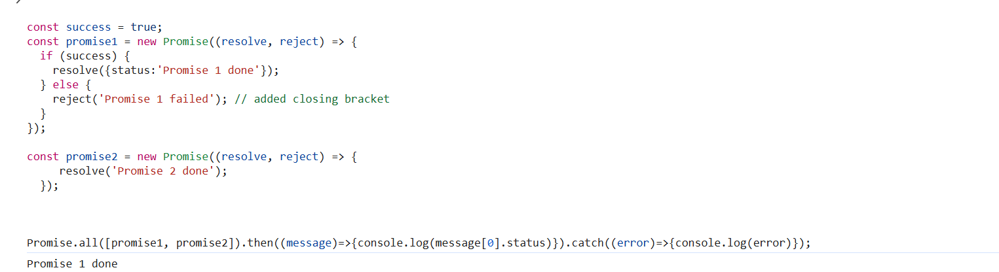 const success = true;
const promise1 = new Promise((resolve, reject) => {
  if (success) {
    resolve({status:'Promise 1 done'});
  } else {
    reject('Promise 1 failed'); // added closing bracket
  }
});
const promise2 = new Promise((resolve, reject) => {
     resolve('Promise 2 done');
  });
Promise.all([promise1, promise2]).then((message)=>{console.log(message[0].status)}).catch((error)=>{console.log(error)});
Promise 1 done